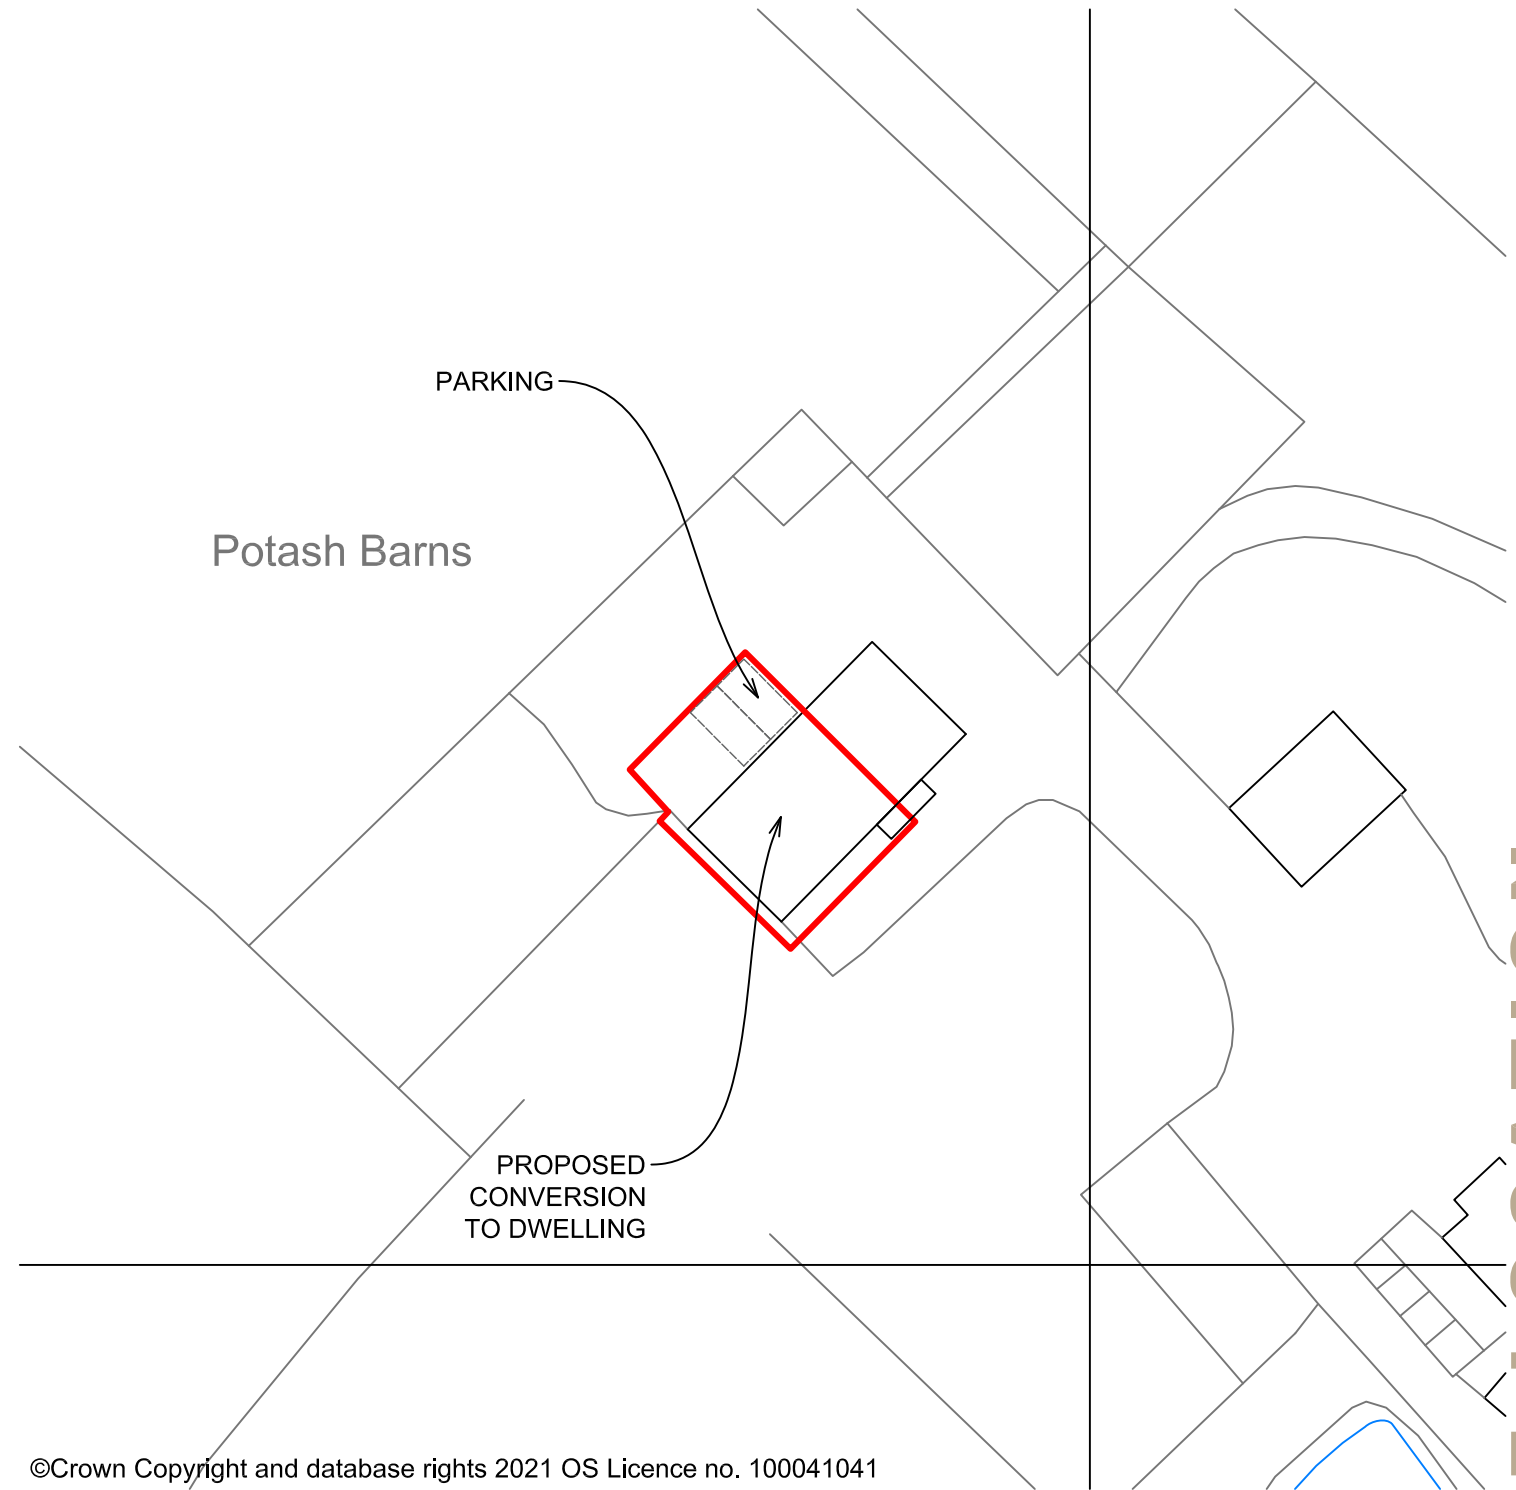 PARKING
Potash Barns
PROPOSED
CONVERSION
TO DWELLING
©Crown Copyright and database rights 2021 OS Licence no. 100041041